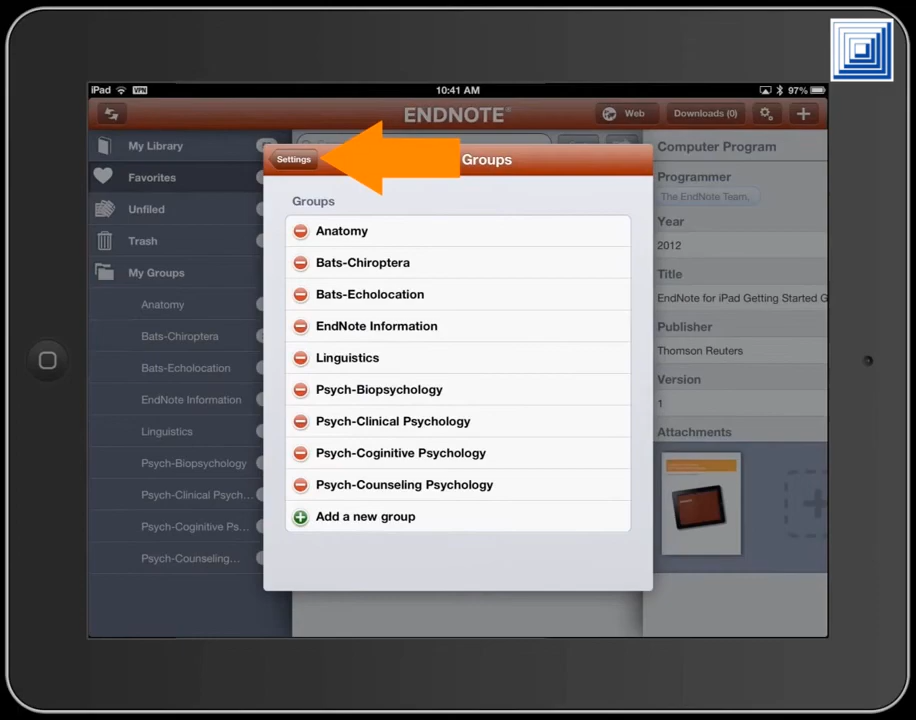 iPad VPN 10:41 AM 97%
ENDNOTE Web Downloads (0)
My Library
Favorites
Unfiled
Trash
My Groups
Anatomy
Bats-Chiroptera
Bats-Echolocation
EndNote Information
Linguistics
Psych-Biopsychology
Psych-Clinical Psych...
Psych-Coginitive Ps...
Psych-Counseling...
Settings Groups
Groups
Anatomy
Bats-Chiroptera
Bats-Echolocation
EndNote Information
Linguistics
Psych-Biopsychology
Psych-Clinical Psychology
Psych-Coginitive Psychology
Psych-Counseling Psychology
Add a new group
Computer Program
Programmer
The EndNote Team,
Year
2012
Title
EndNote for iPad Getting Started G
Publisher
Thomson Reuters
Version
1
Attachments